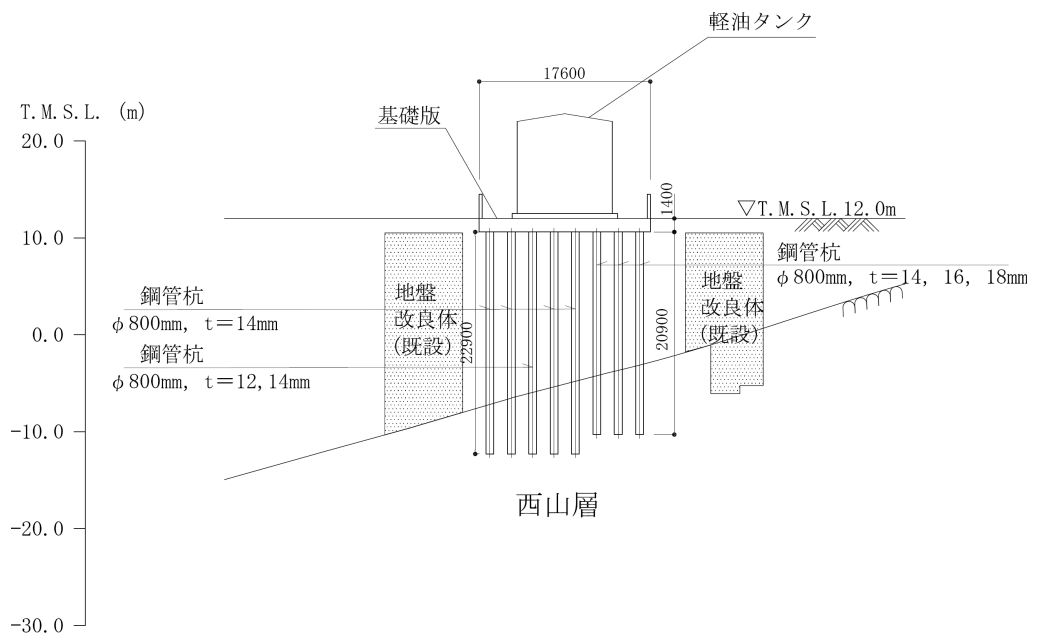 軽油タンク
17600
T.M.S.L. (m)
基礎版
20.0
1400
▽T.M.S.L.12.0m
10.0
鋼管杭
φ800mm, t=14, 16, 18mm
地盤
改良体
(既設)
地盤
改良体
(既設)
鋼管杭
φ800mm, t=14mm
0.0
22900
20900
鋼管杭
φ800mm, t=12,14mm
-10.0
西山層
-20.0
-30.0